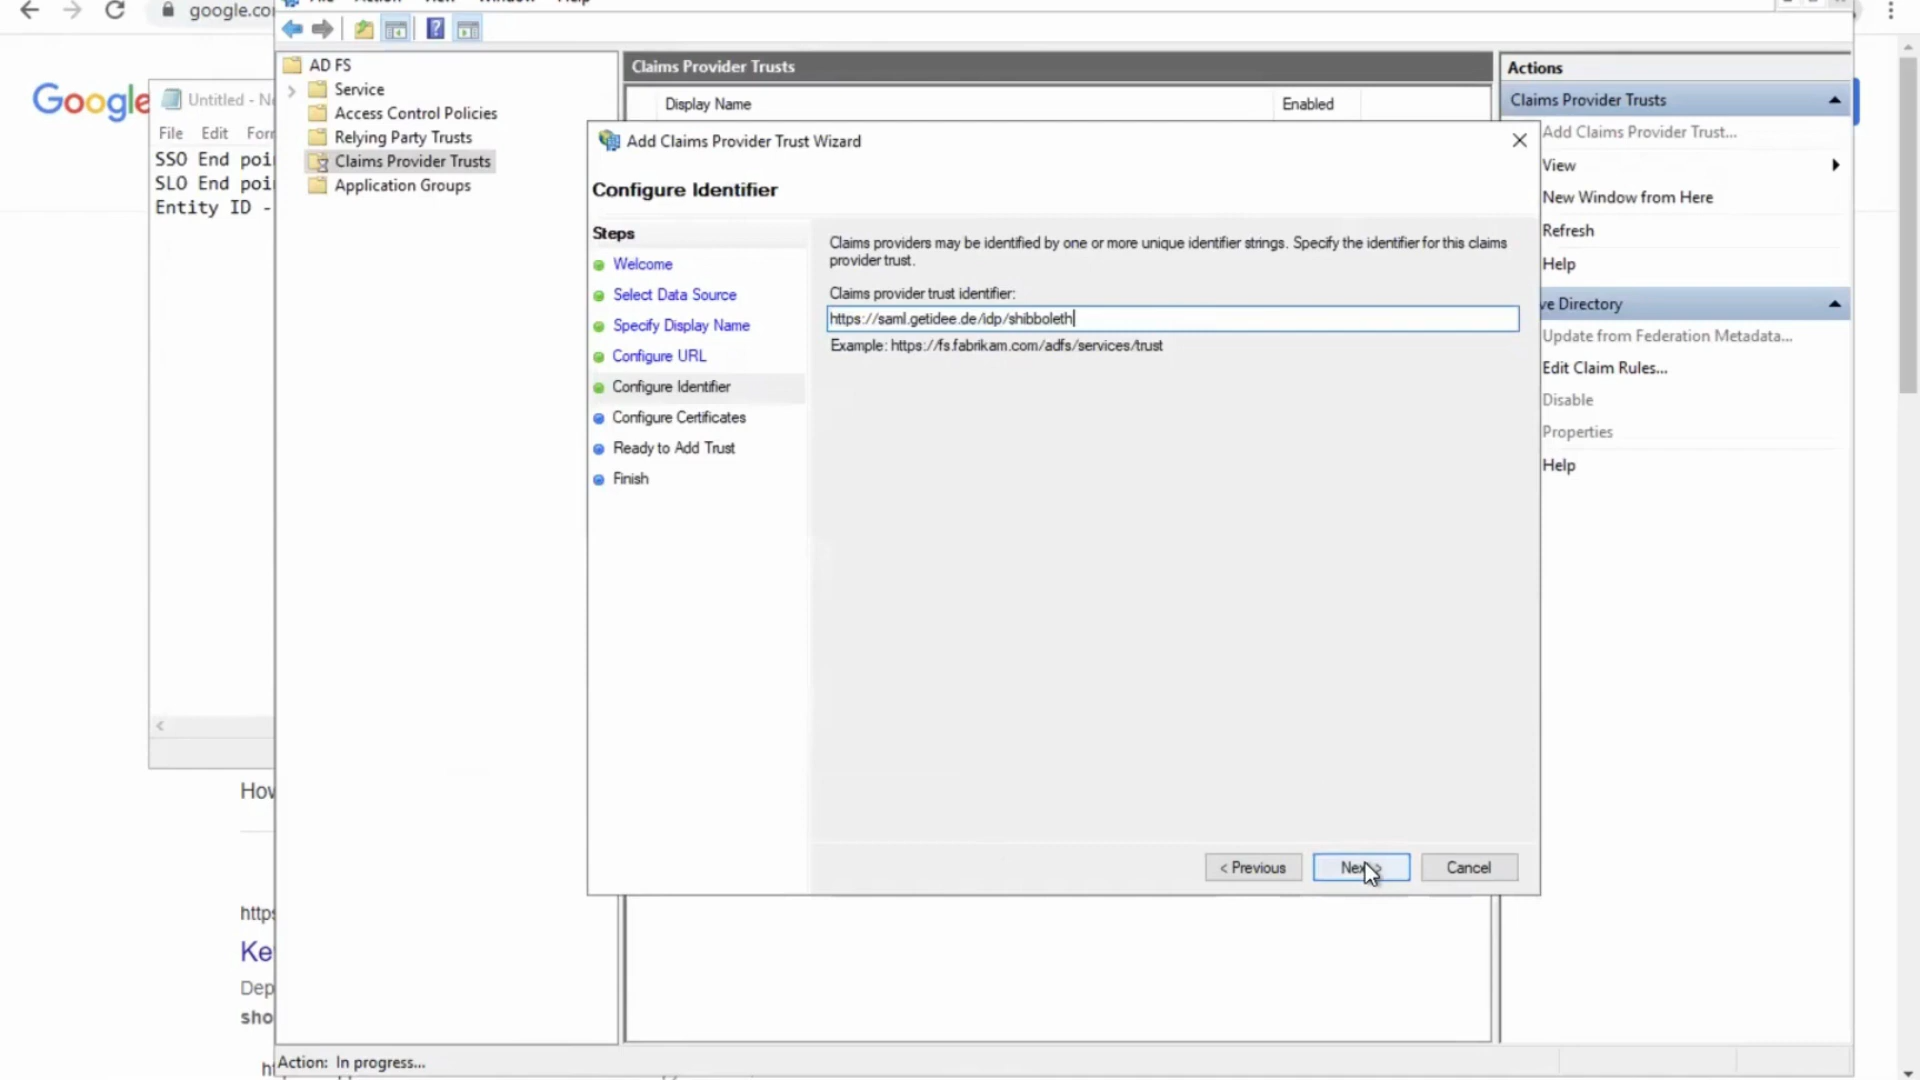 google.co
Google
Untitled - N
File Edit For
SSO End poi
SLO End poi
Entity ID -
AD FS
Service
Access Control Policies
Relying Party Trusts
Claims Provider Trusts
Application Groups
Claims Provider Trusts
Display Name Enabled
Add Claims Provider Trust Wizard
Configure Identifier
Steps
Welcome
Select Data Source
Specify Display Name
Configure URL
Configure Identifier
Configure Certificates
Ready to Add Trust
Finish
Claims providers may be identified by one or more unique identifier strings. Specify the identifier for this claims
provider trust.
Claims provider trust identifier:
https://saml.getidee.de/idp/shibboleth
Example: https://fs.fabrikam.com/adfs/services/trust
< Previous Next > Cancel
Actions
Claims Provider Trusts
Add Claims Provider Trust...
View
New Window from Here
Refresh
Help
ve Directory
Update from Federation Metadata...
Edit Claim Rules...
Disable
Properties
Help
How
https
Ke
Dep
sho
ht
Action: In progress...